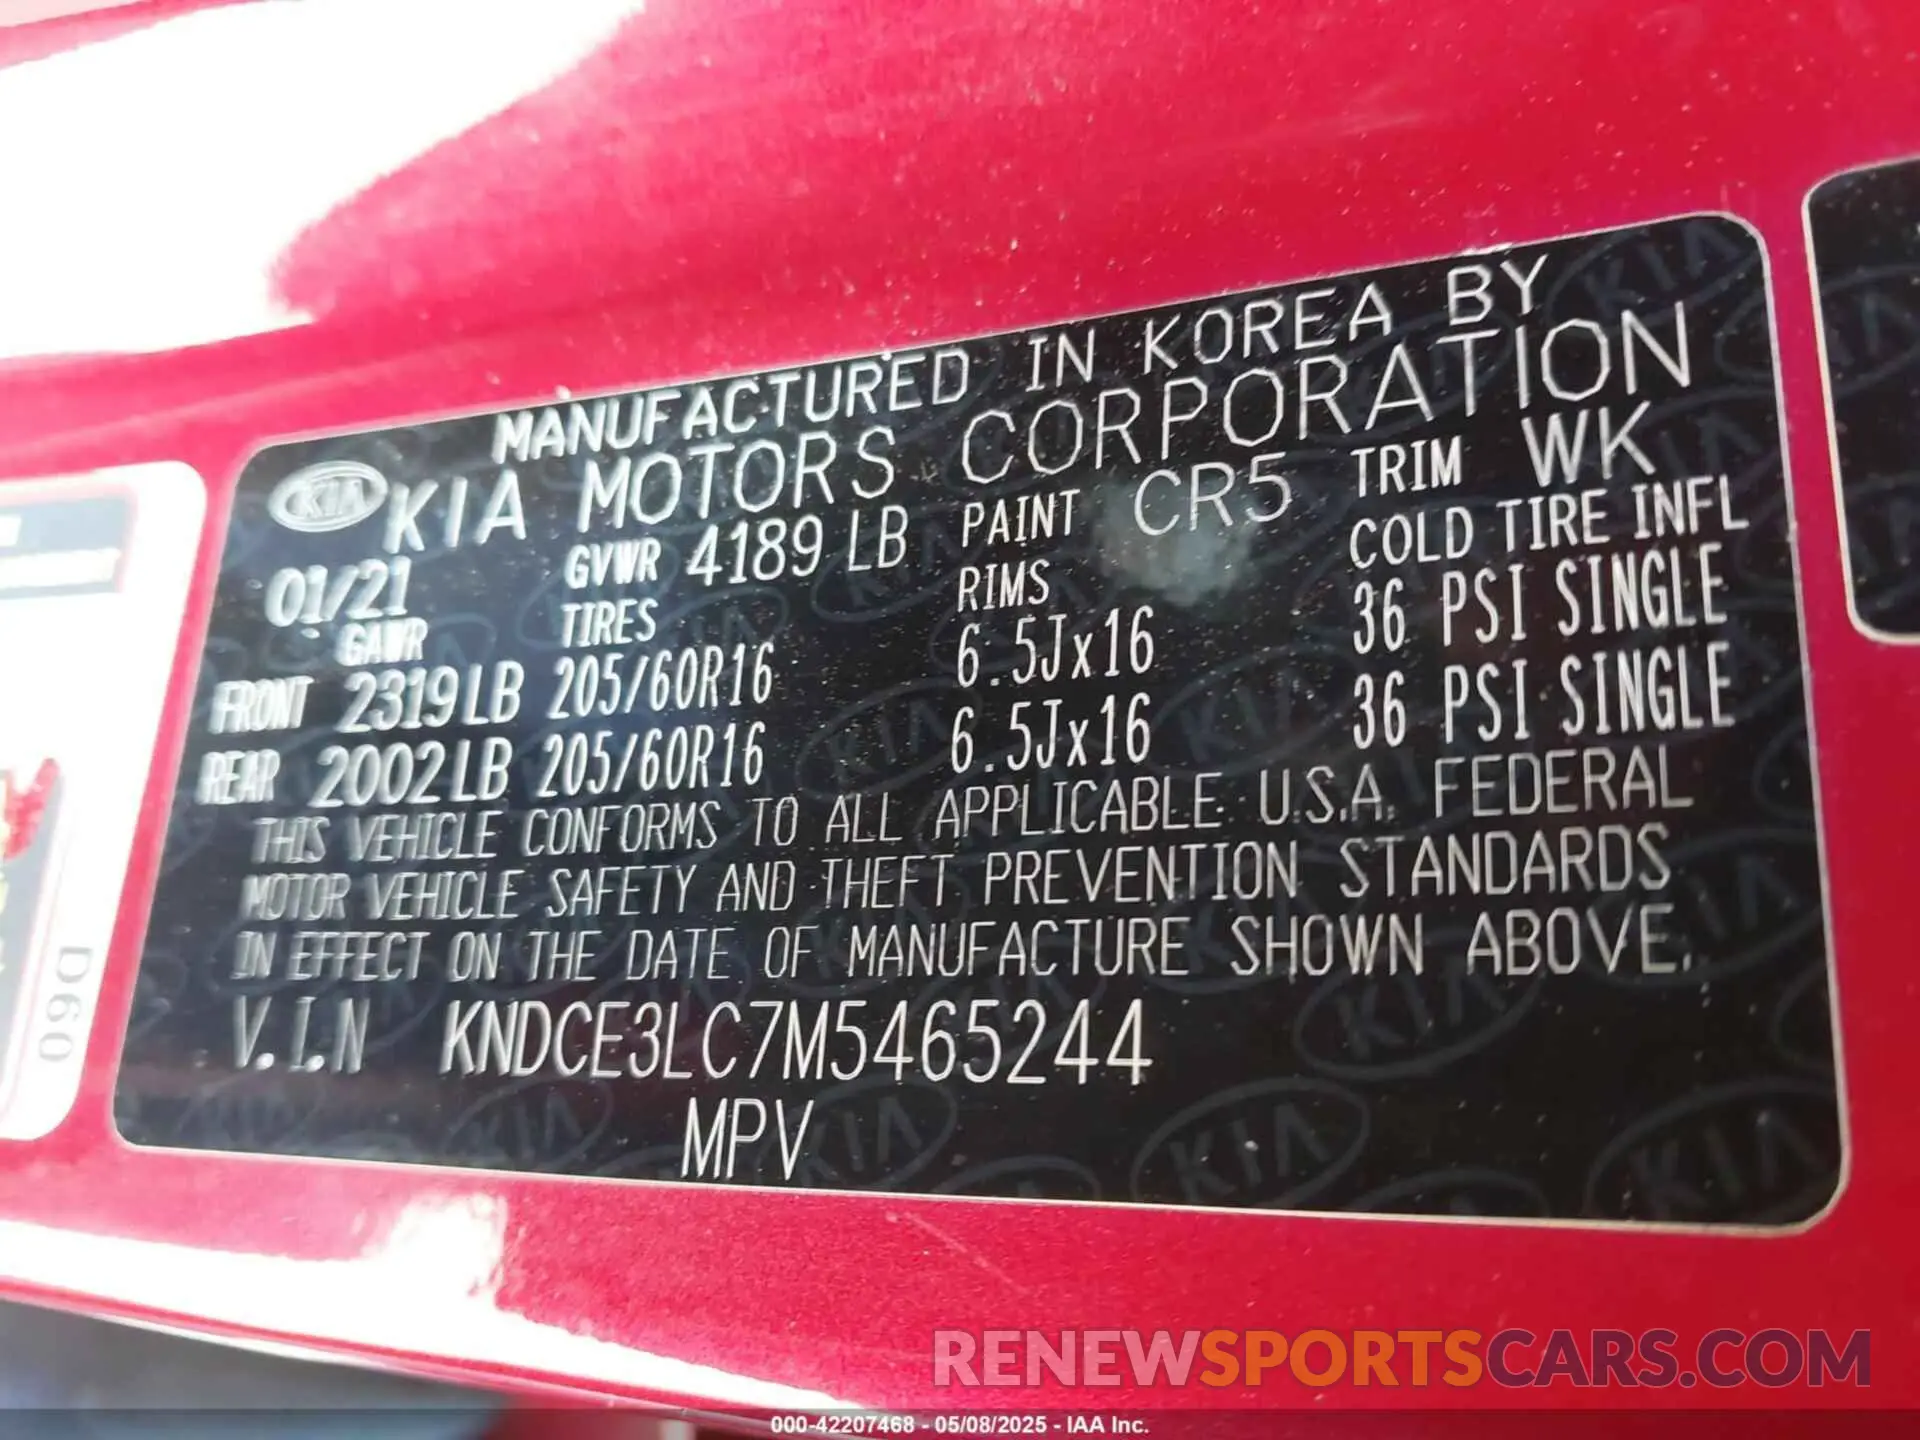 MANUFACTURED IN KOREA BY
KIA KIA MOTORS CORPORATION
01/21 GVWR 4189 LB PAINT CR5 TRIM WK
GAWR TIRES RIMS COLD TIRE INFL
FRONT 2319LB 205/60R16 6.5Jx16 36 PSI SINGLE
REAR 2002LB 205/60R16 6.5Jx16 36 PSI SINGLE
THIS VEHICLE CONFORMS TO ALL APPLICABLE U.S.A. FEDERAL
MOTOR VEHICLE SAFETY AND THEFT PREVENTION STANDARDS
IN EFFECT ON THE DATE OF MANUFACTURE SHOWN ABOVE.
V.I.N KNDCE3LC7M5465244
MPV
D60
RENEWSPORTSCARS.COM
000-42207468 - 05/08/2025 - IAA Inc.